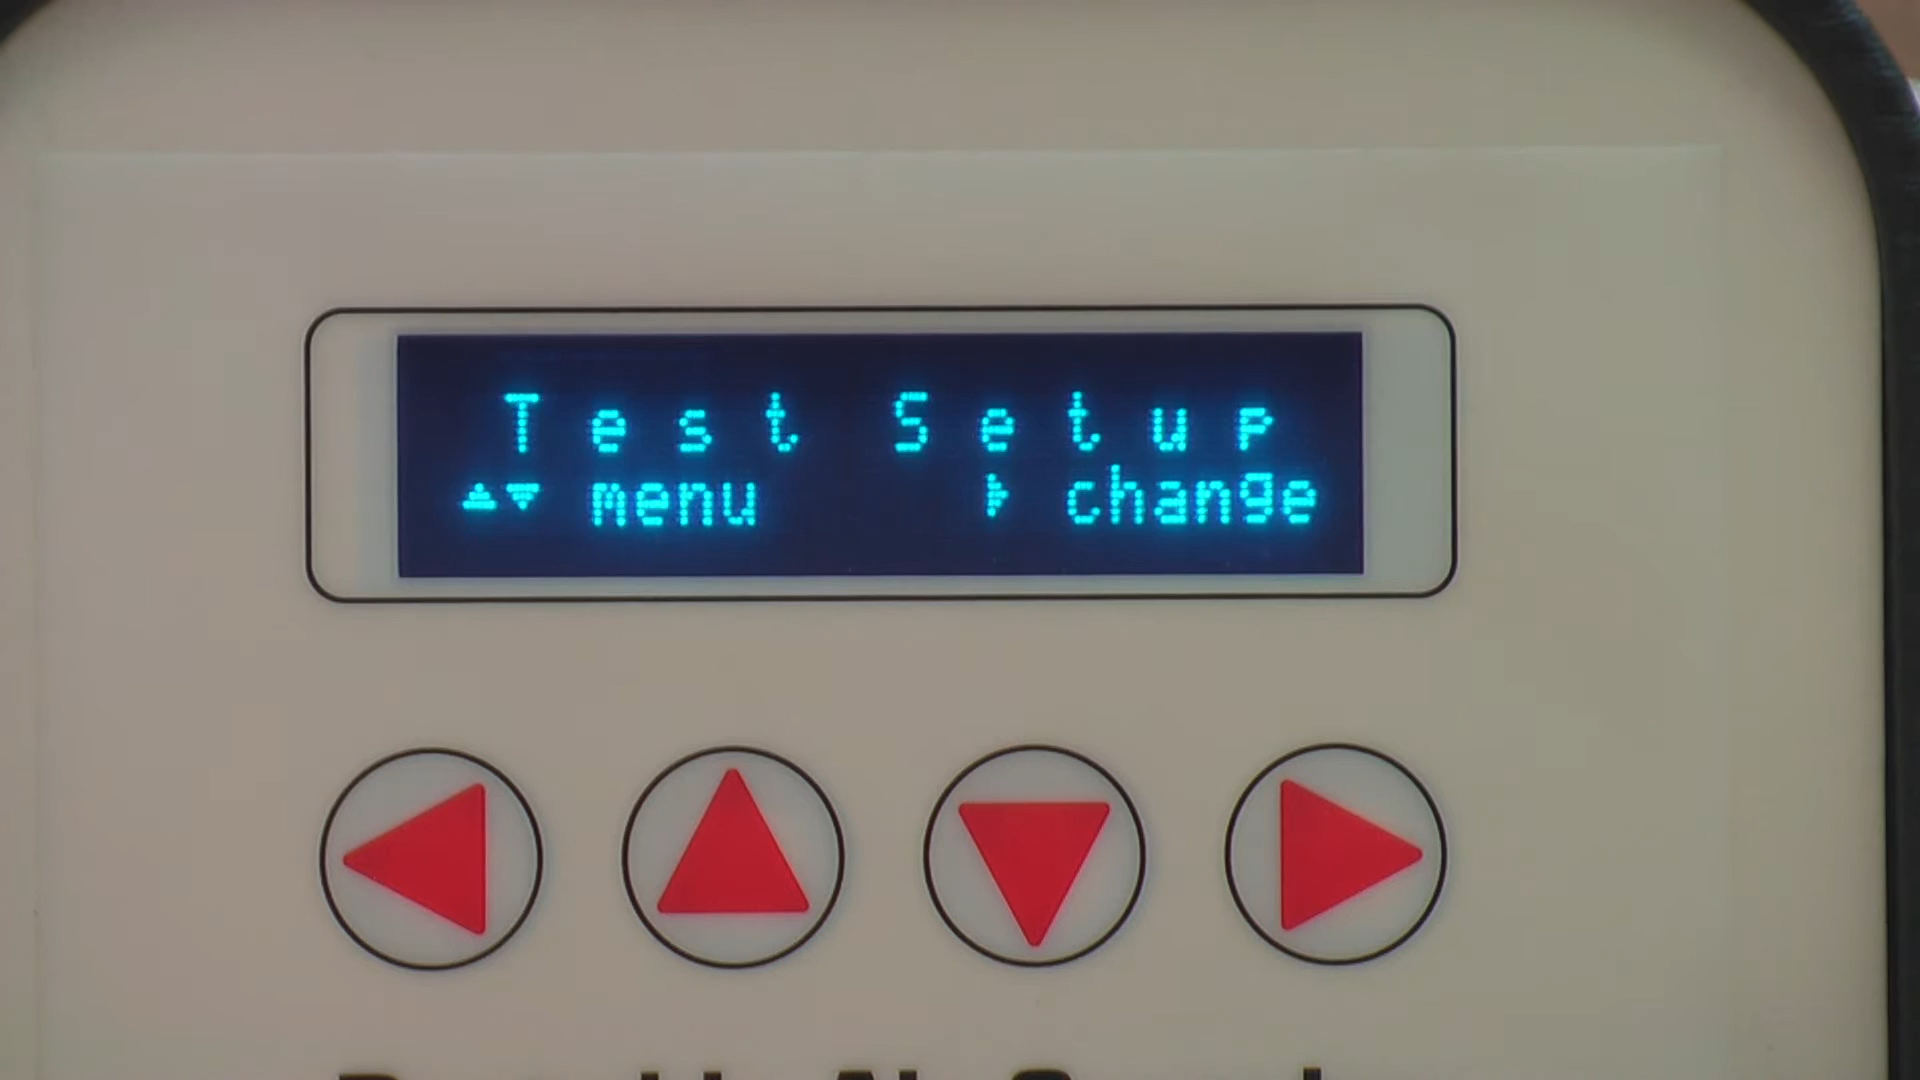 Test Setup
▲▼ menu ▶ change